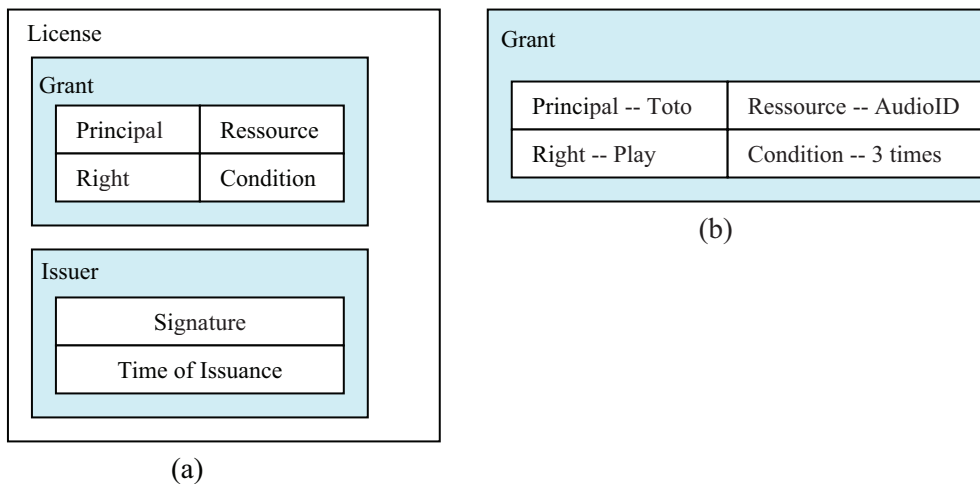 License
Grant
Principal
Ressource
Right
Condition
Issuer
Signature
Time of Issuance
(a)
Grant
Principal -- Toto
Ressource -- AudioID
Right -- Play
Condition -- 3 times
(b)